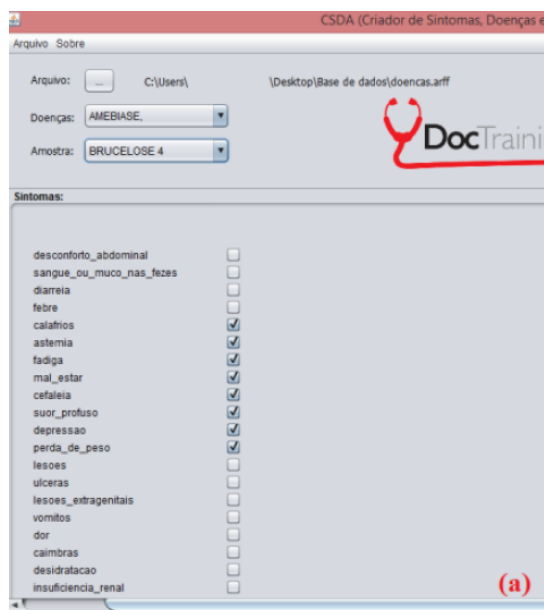 CSDA (Criador de Sintomas, Doenças e
Arquivo Sobre
Arquivo: ... C:\Users\ \Desktop\Base de dados\doencas.arff
Doenças: AMEBIASE,
Amostra: BRUCELOSE 4
DocTraini
Sintomas:
desconforto_abdominal
sangue_ou_muco_nas_fezes
diarreia
febre
calafrios
astemia
fadiga
mal_estar
cefaleia
suor_profuso
depressao
perda_de_peso
lesoes
ulceras
lesoes_extragenitais
vomitos
dor
caimbras
desidratacao
insuficiencia_renal
(a)